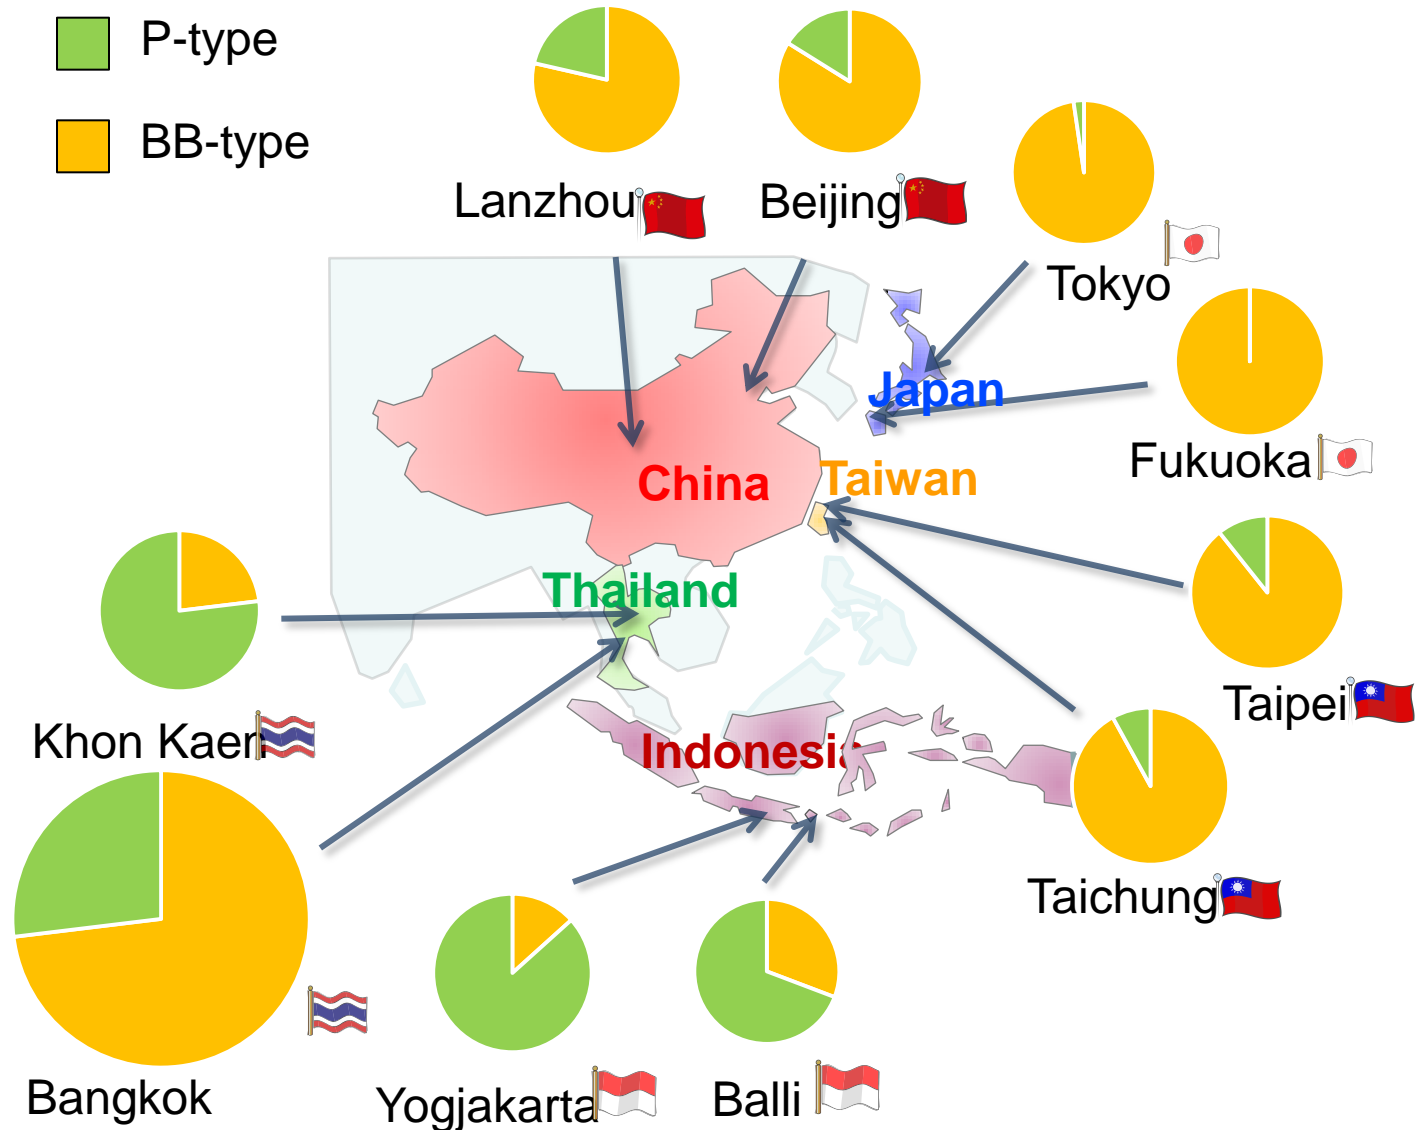 P-type
BB-type
Lanzhou
Beijing
Tokyo
Japan
Fukuoka
China
Taiwan
Thailand
Taipei
Khon Kaen
Indonesia
Taichung
Bangkok
Yogjakarta
Balli